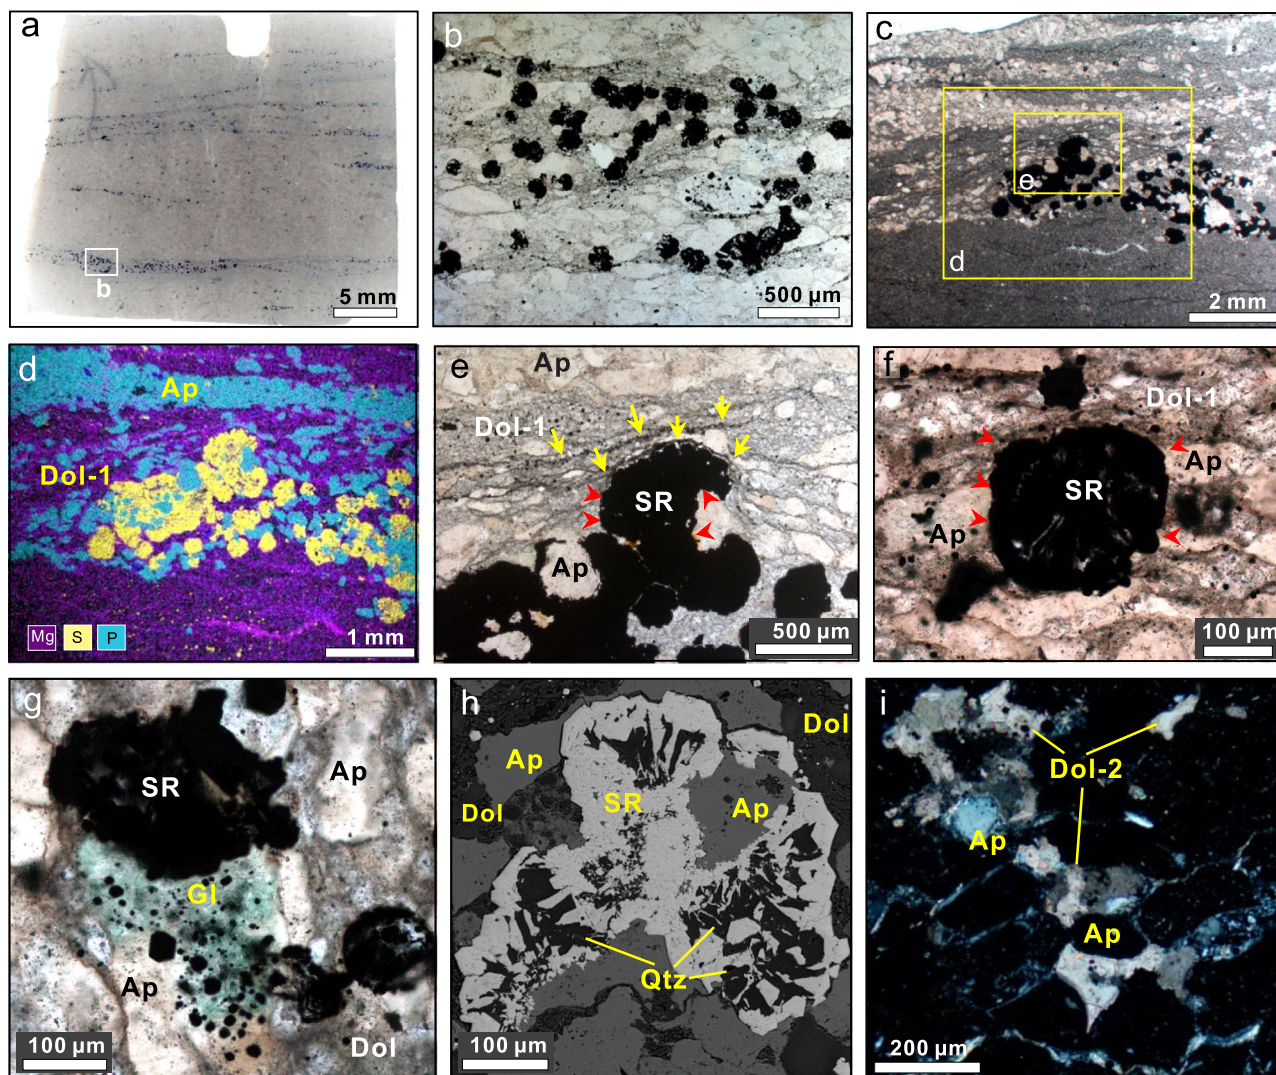 a
b
5 mm
b
500 µm
c
e
d
2 mm
d
Ap
Dol-1
Mg
S
P
1 mm
e
Ap
Dol-1
SR
Ap
500 µm
f
Dol-1
Ap
SR
Ap
100 µm
g
SR
Ap
Gl
Ap
100 µm
Dol
h
Dol
Ap
SR
Ap
Dol
Qtz
100 µm
i
Dol-2
Ap
Ap
200 µm